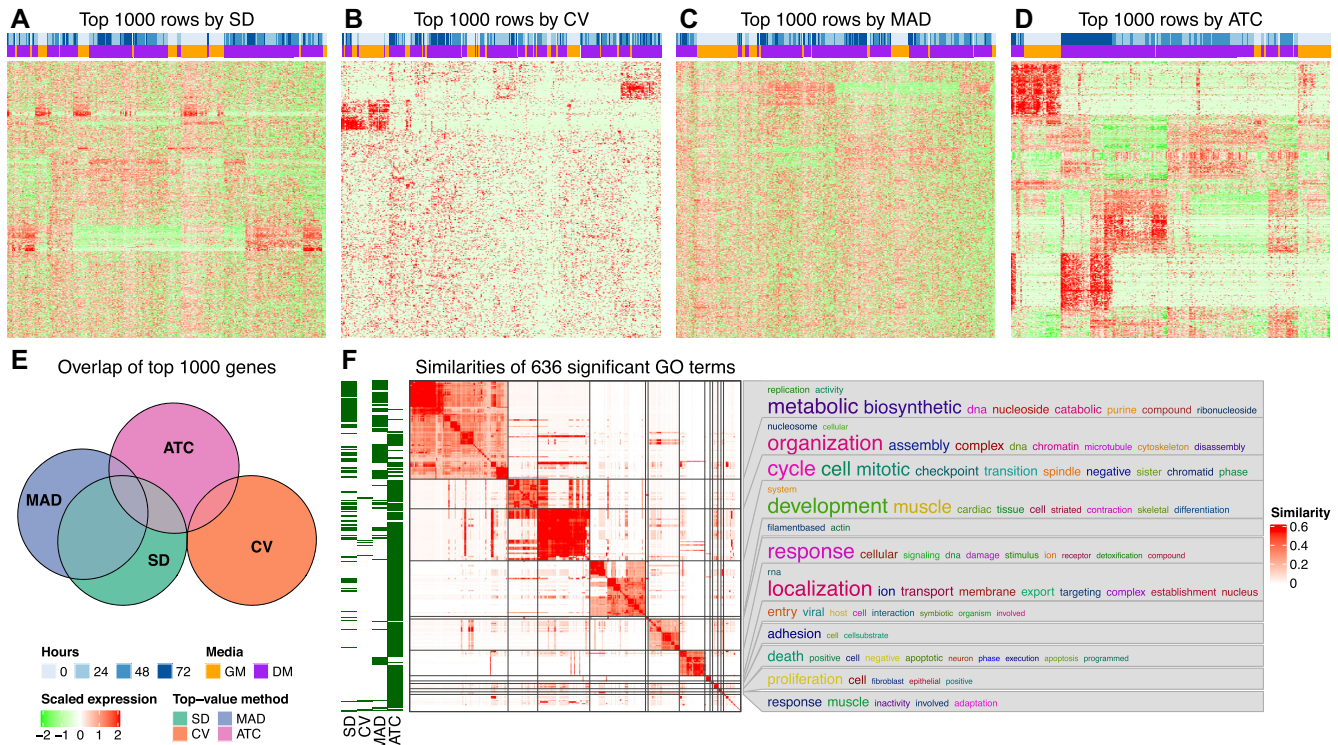 A Top 1000 rows by SD
B Top 1000 rows by CV
C Top 1000 rows by MAD
D Top 1000 rows by ATC
E Overlap of top 1000 genes
ATC
MAD
SD
CV
Hours
0 24 48 72
Media
GM DM
Scaled expression
−2 −1 0 1 2
Top−value method
SD MAD
CV ATC
F Similarities of 636 significant GO terms
SD
CV
MAD
ATC
replication activity
metabolic biosynthetic dna nucleoside catabolic purine compound ribonucleoside
nucleosome cellular
organization assembly complex dna chromatin microtubule cytoskeleton disassembly
cycle cell mitotic checkpoint transition spindle negative sister chromatid phase
system
development muscle cardiac tissue cell striated contraction skeletal differentiation
filamentbased actin
response cellular signaling dna damage stimulus ion receptor detoxification compound
rna
localization ion transport membrane export targeting complex establishment nucleus
entry viral host cell interaction symbiotic organism involved
adhesion cell cellsubstrate
death positive cell negative apoptotic neuron phase execution apoptosis programmed
proliferation cell fibroblast epithelial positive
response muscle inactivity involved adaptation
Similarity
0.6
0.4
0.2
0